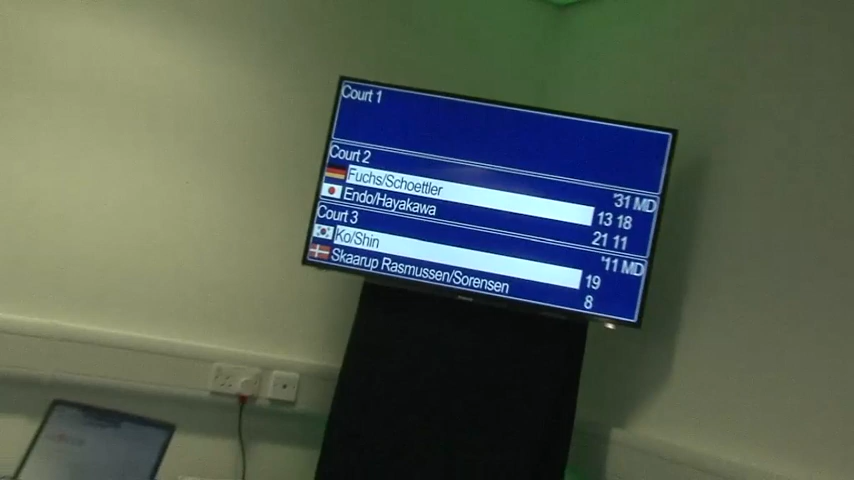 Court 1
Court 2
'31 MD
Fuchs/Schoettler 13 18
Endo/Hayakawa 21 11
Court 3
'11 MD
Ko/Shin 19
Skaarup Rasmussen/Sorensen 8